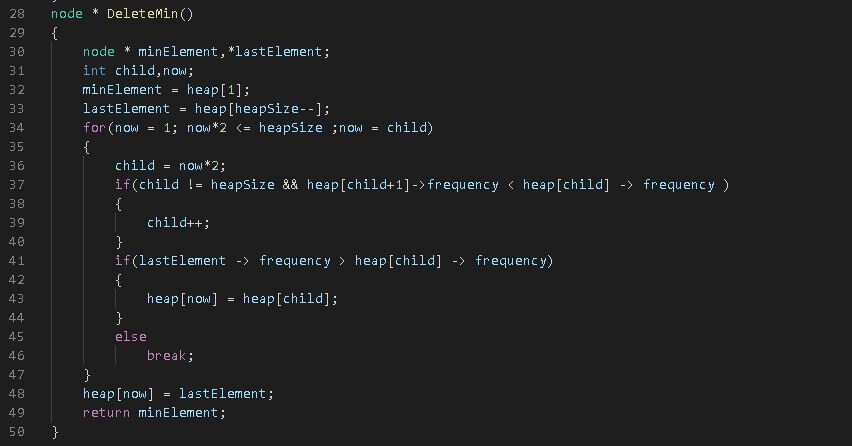 28 node * DeleteMin()
29 {
30     node * minElement,*lastElement;
31     int child,now;
32     minElement = heap[1];
33     lastElement = heap[heapSize--];
34     for(now = 1; now*2 <= heapSize ;now = child)
35     {
36         child = now*2;
37         if(child != heapSize && heap[child+1]->frequency < heap[child] -> frequency )
38         {
39             child++;
40         }
41         if(lastElement -> frequency > heap[child] -> frequency)
42         {
43             heap[now] = heap[child];
44         }
45         else
46             break;
47     }
48     heap[now] = lastElement;
49     return minElement;
50 }